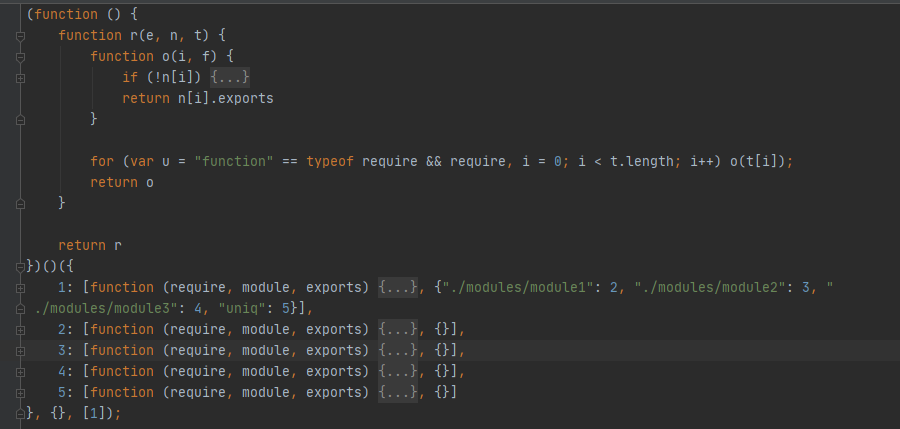 (function () {
    function r(e, n, t) {
        function o(i, f) {
            if (!n[i]) {...}
            return n[i].exports
        }

        for (var u = "function" == typeof require && require, i = 0; i < t.length; i++) o(t[i]);
        return o
    }

    return r
})()({
    1: [function (require, module, exports) {...}, {"./modules/module1": 2, "./modules/module2": 3, "
 ./modules/module3": 4, "uniq": 5}],
    2: [function (require, module, exports) {...}, {}],
    3: [function (require, module, exports) {...}, {}],
    4: [function (require, module, exports) {...}, {}],
    5: [function (require, module, exports) {...}, {}]
}, {}, [1]);